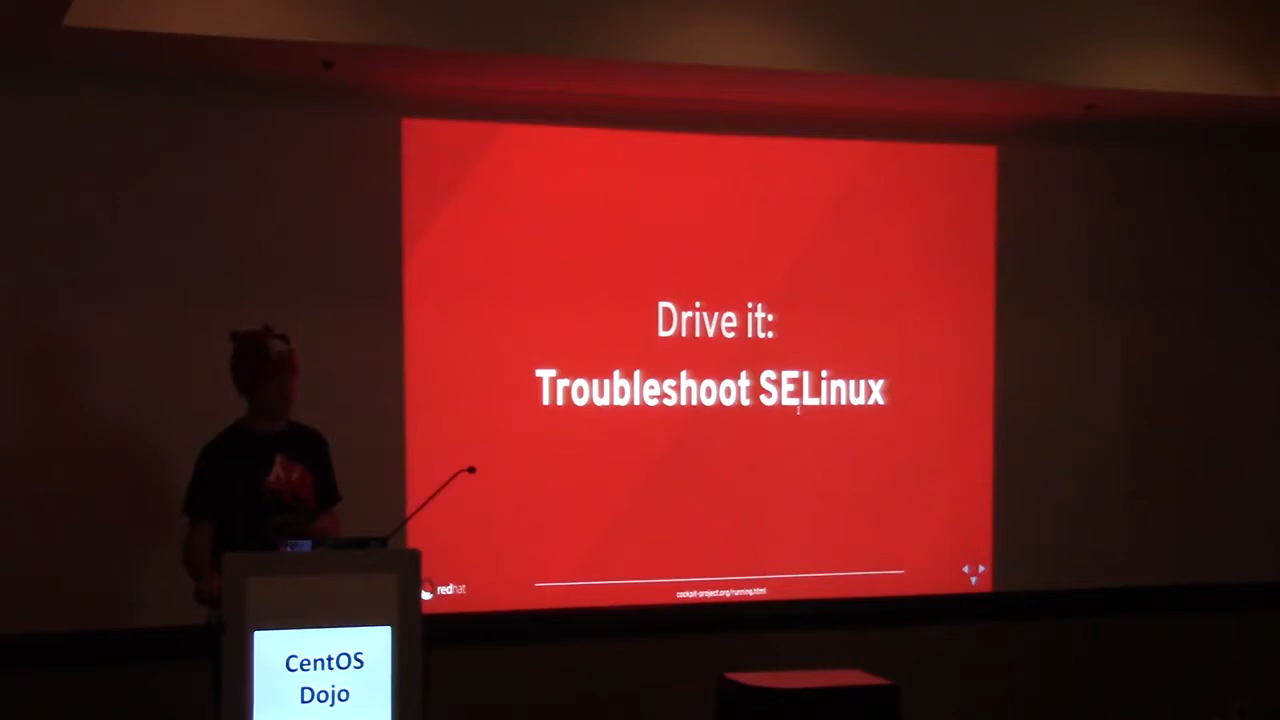 Drive it:
Troubleshoot SELinux
redhat
cockpit-project.org/running.html
CentOS
Dojo